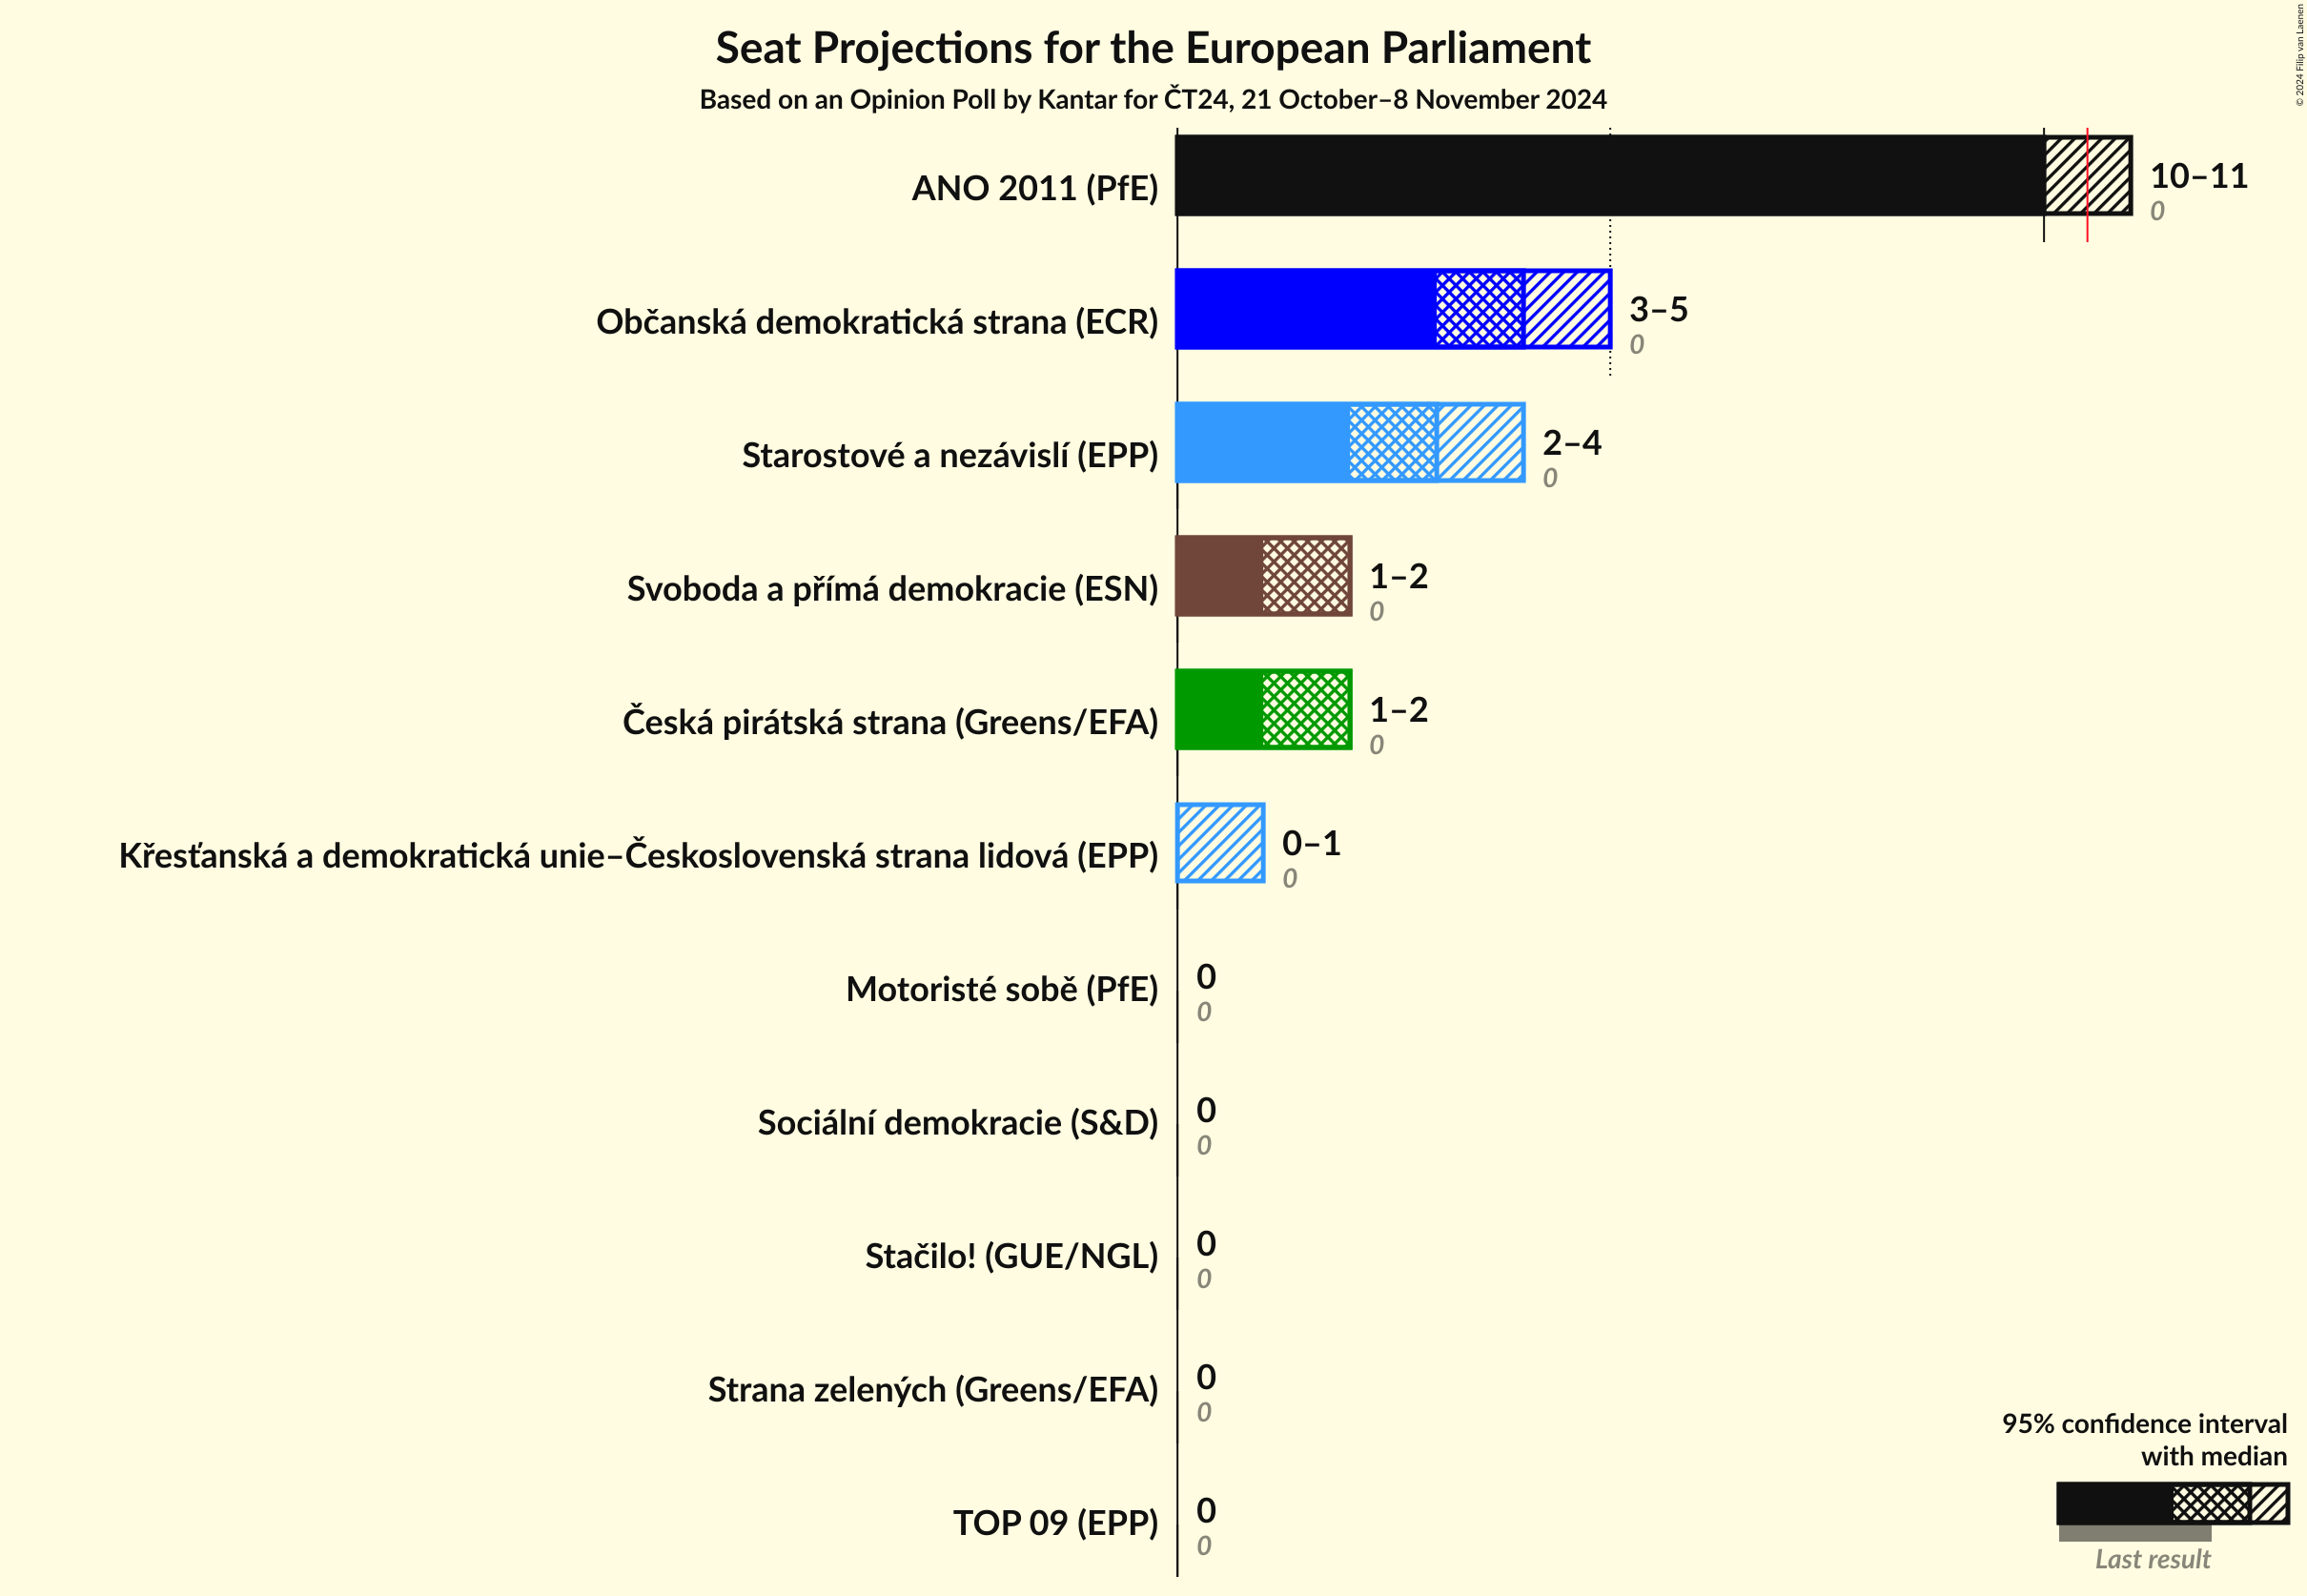 Seat Projections for the European Parliament
Based on an Opinion Poll by Kantar for ČT24, 21 October–8 November 2024
© 2024 Filip van Laenen
ANO 2011 (PfE)
10–11
0
Občanská demokratická strana (ECR)
3–5
0
Starostové a nezávislí (EPP)
2–4
0
Svoboda a přímá demokracie (ESN)
1–2
0
Česká pirátská strana (Greens/EFA)
1–2
0
Křesťanská a demokratická unie–Československá strana lidová (EPP)
0–1
0
Motoristé sobě (PfE)
0
0
Sociální demokracie (S&D)
0
0
Stačilo! (GUE/NGL)
0
0
Strana zelených (Greens/EFA)
0
0
TOP 09 (EPP)
0
0
95% confidence interval
with median
Last result